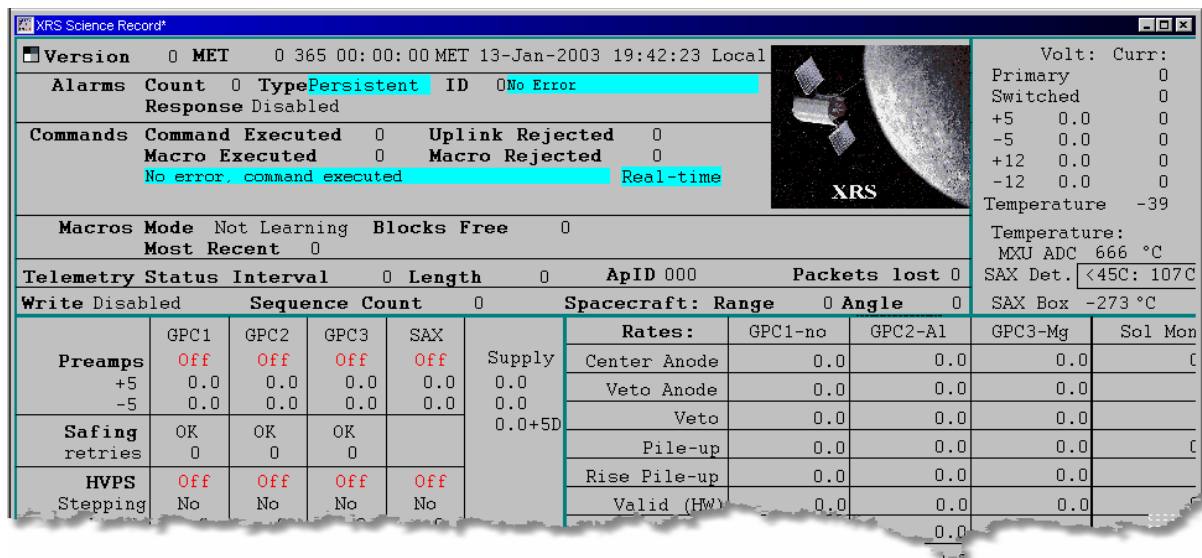 XRS Science Record*
Version 0 MET 0 365 00:00:00 MET 13-Jan-2003 19:42:23 Local
Alarms Count 0 Type Persistent ID 0 No Error
Response Disabled
Commands Command Executed 0 Uplink Rejected 0
Macro Executed 0 Macro Rejected 0
No error, command executed Real-time
XRS
Macros Mode Not Learning Blocks Free 0
Most Recent 0
Telemetry Status Interval 0 Length 0 ApID 000 Packets lost 0
Write Disabled Sequence Count 0 Spacecraft: Range 0 Angle 0
Volt: Curr:
Primary 0
Switched 0
+5 0.0 0
-5 0.0 0
+12 0.0 0
-12 0.0 0
Temperature -39
Temperature:
MXU ADC 666 °C
SAX Det. <45C: 107C
SAX Box -273 °C
GPC1 GPC2 GPC3 SAX
Preamps Off Off Off Off Supply
+5 0.0 0.0 0.0 0.0 0.0
-5 0.0 0.0 0.0 0.0 0.0
0.0+5D
Safing OK OK OK
retries 0 0 0
HVPS Off Off Off Off
Stepping No No No No
Rates: GPC1-no GPC2-Al GPC3-Mg Sol Mon
Center Anode 0.0 0.0 0.0
Veto Anode 0.0 0.0 0.0
Veto 0.0 0.0 0.0
Pile-up 0.0 0.0 0.0
Rise Pile-up 0.0 0.0 0.0
Valid (HW) 0.0 0.0 0.0
0.0